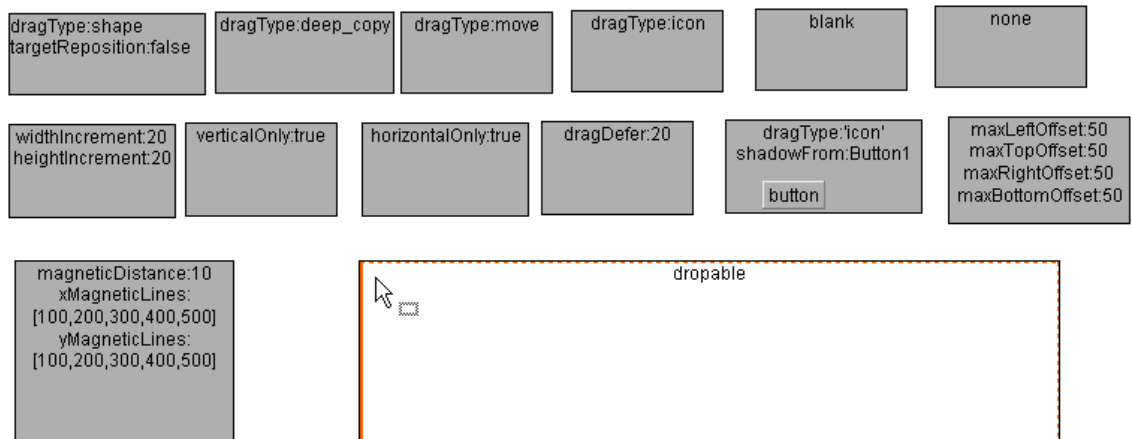 dragType:shape
targetReposition:false
dragType:deep_copy
dragType:move
dragType:icon
blank
none
widthIncrement:20
heightIncrement:20
verticalOnly:true
horizontalOnly:true
dragDefer:20
dragType:'icon'
shadowFrom:Button1
button
maxLeftOffset:50
maxTopOffset:50
maxRightOffset:50
maxBottomOffset:50
magneticDistance:10
xMagneticLines:
[100,200,300,400,500]
yMagneticLines:
[100,200,300,400,500]
dropable